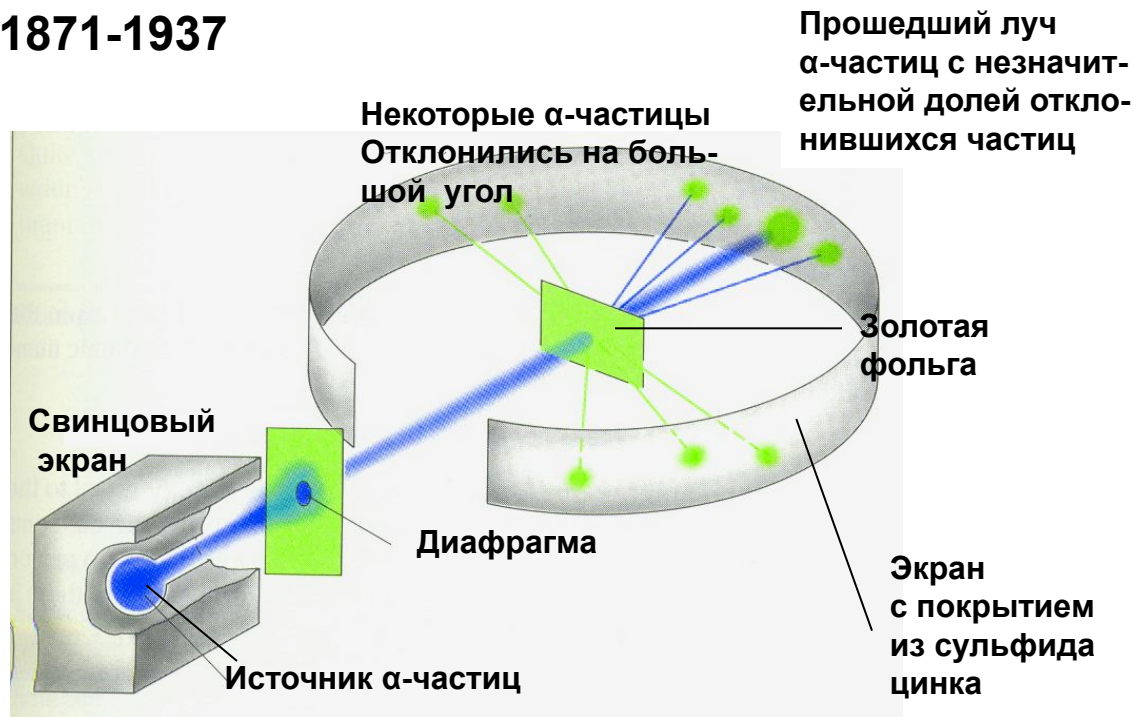 1871-1937
Прошедший луч
α-частиц с незначит-
ельной долей откло-
нившихся частиц
Некоторые α-частицы
Отклонились на боль-
шой угол
Золотая
фольга
Свинцовый
экран
Диафрагма
Экран
с покрытием
из сульфида
цинка
Источник α-частиц